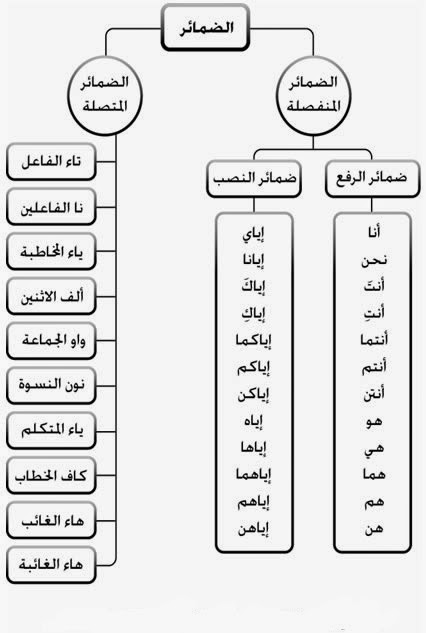 الضمائر
الضمائر
المنفصلة
ضمائر الرفع
أنا
نحن
أنتَ
أنتِ
أنتما
أنتم
أنتن
هو
هي
هما
هم
هن
ضمائر النصب
إياي
إيانا
إياكَ
إياكِ
إياكما
إياكم
إياكن
إياه
إياها
إياهما
إياهم
إياهن
الضمائر
المتصلة
تاء الفاعل
نا الفاعلين
ياء المخاطبة
ألف الاثنين
واو الجماعة
نون النسوة
ياء المتكلم
كاف الخطاب
هاء الغائب
هاء الغائبة